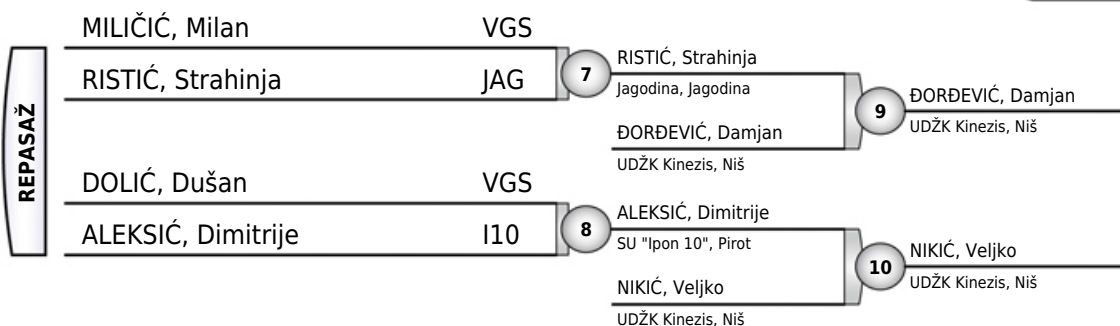 REPASAŽ
MILIČIĆ, Milan VGS
RISTIĆ, Strahinja JAG
7
RISTIĆ, Strahinja
Jagodina, Jagodina
ĐORĐEVIĆ, Damjan
UDŽK Kinezis, Niš
9
ĐORĐEVIĆ, Damjan
UDŽK Kinezis, Niš
DOLIĆ, Dušan VGS
ALEKSIĆ, Dimitrije I10
8
ALEKSIĆ, Dimitrije
SU "Ipon 10", Pirot
NIKIĆ, Veljko
UDŽK Kinezis, Niš
10
NIKIĆ, Veljko
UDŽK Kinezis, Niš